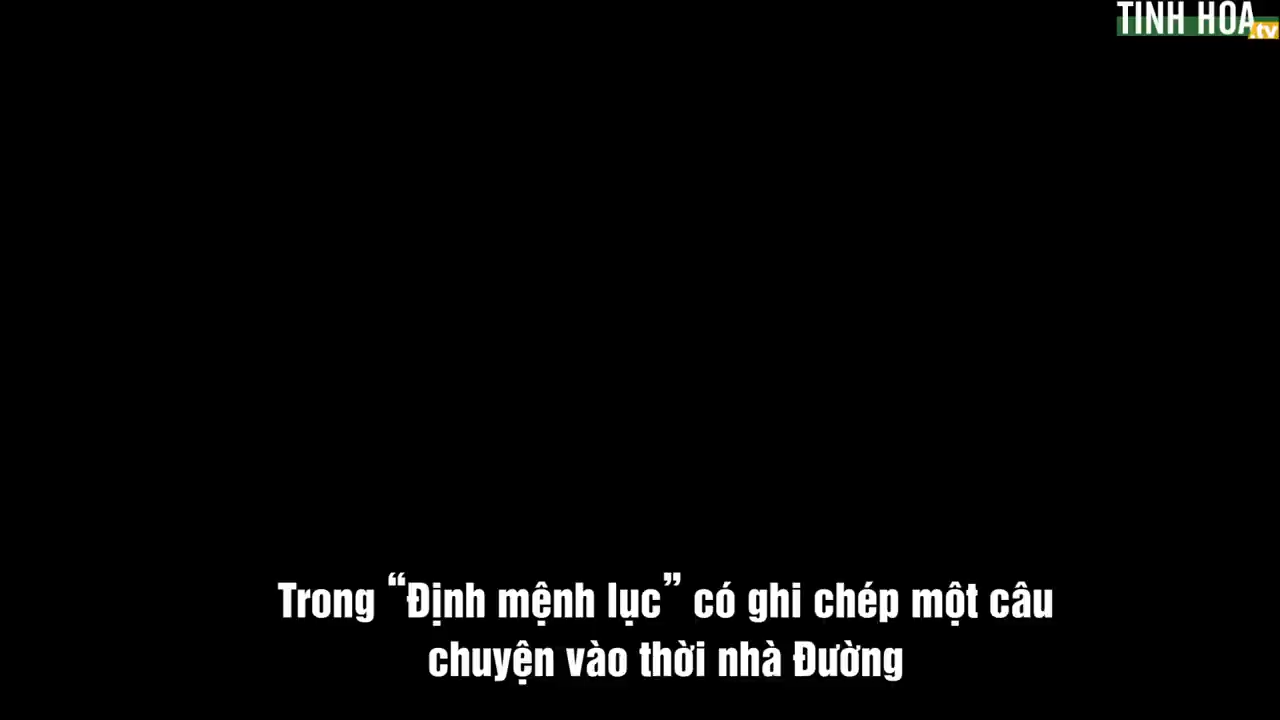 TINH HOA.tv
Trong “Định mệnh lục” có ghi chép một câu
chuyện vào thời nhà Đường